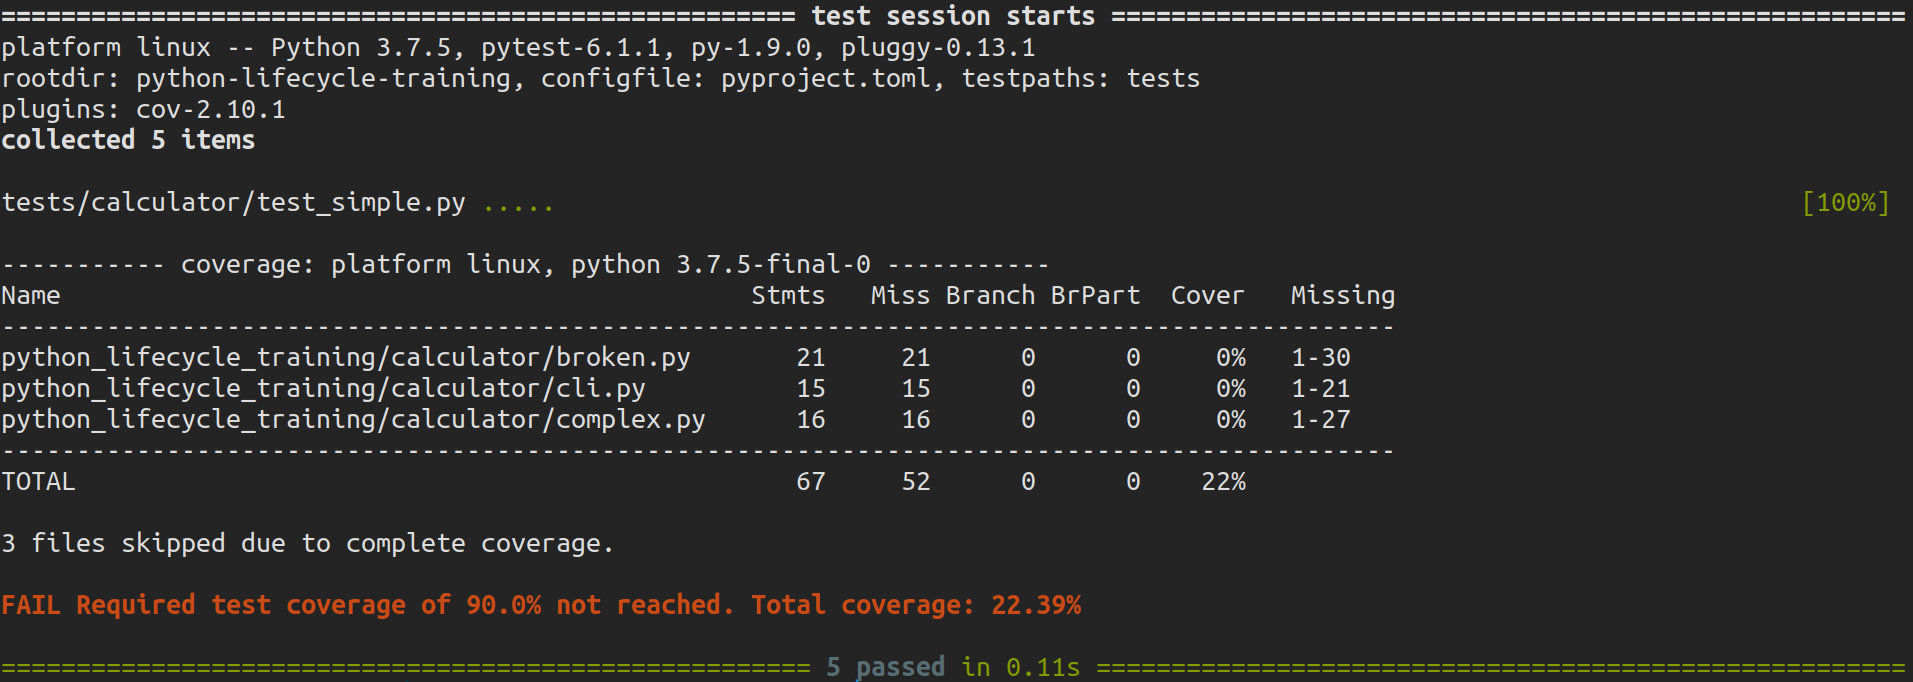 ===================================================== test session starts =====================================================
platform linux -- Python 3.7.5, pytest-6.1.1, py-1.9.0, pluggy-0.13.1
rootdir: python-lifecycle-training, configfile: pyproject.toml, testpaths: tests
plugins: cov-2.10.1
collected 5 items
tests/calculator/test_simple.py ..... [100%]
----------- coverage: platform linux, python 3.7.5-final-0 -----------
Name Stmts Miss Branch BrPart Cover Missing
---------------------------------------------------------------------------------------------
python_lifecycle_training/calculator/broken.py 21 21 0 0 0% 1-30
python_lifecycle_training/calculator/cli.py 15 15 0 0 0% 1-21
python_lifecycle_training/calculator/complex.py 16 16 0 0 0% 1-27
---------------------------------------------------------------------------------------------
TOTAL 67 52 0 0 22%
3 files skipped due to complete coverage.
FAIL Required test coverage of 90.0% not reached. Total coverage: 22.39%
====================================================== 5 passed in 0.11s ======================================================